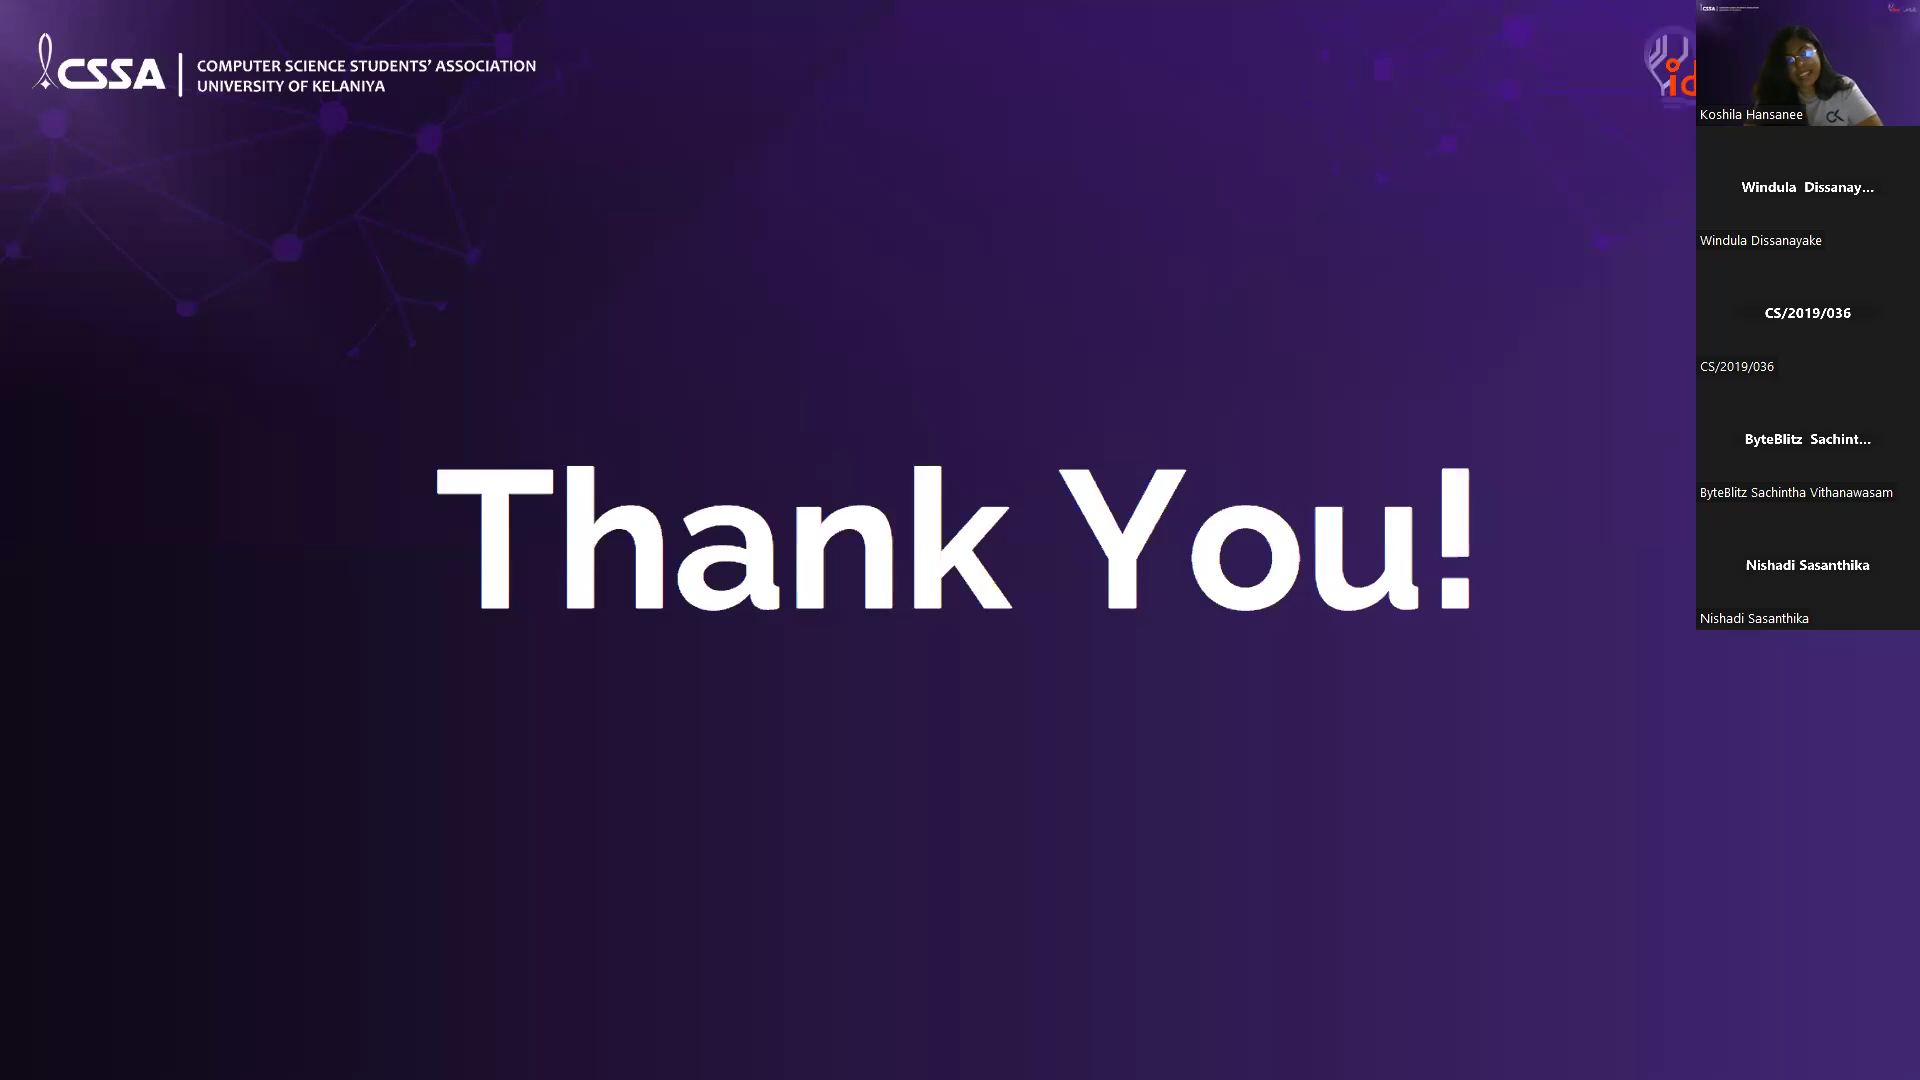 CSSA
COMPUTER SCIENCE STUDENTS' ASSOCIATION
UNIVERSITY OF KELANIYA
Thank You!
Koshila Hansanee
Windula Dissanay...
Windula Dissanayake
CS/2019/036
CS/2019/036
ByteBlitz Sachint...
ByteBlitz Sachintha Vithanawasam
Nishadi Sasanthika
Nishadi Sasanthika